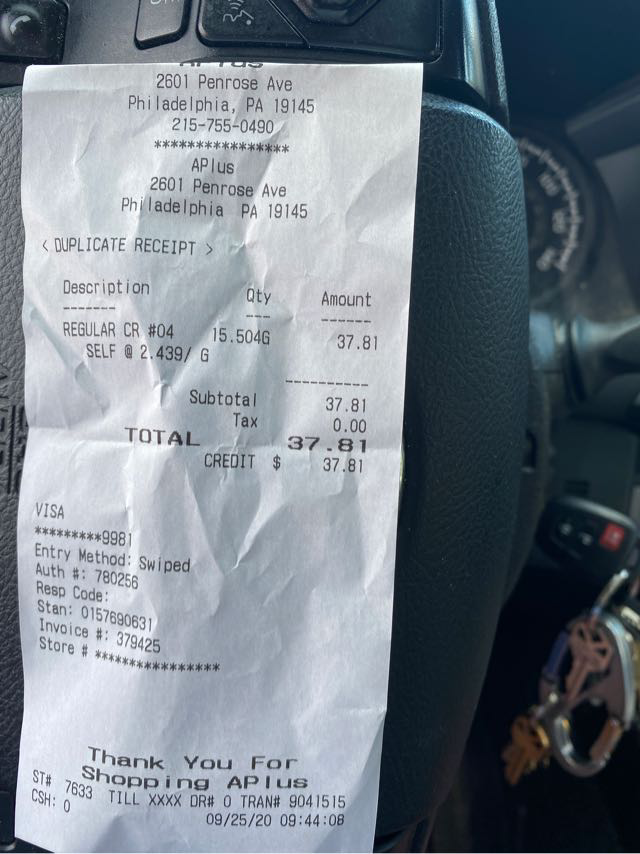 APlus
2601 Penrose Ave
Philadelphia, PA 19145
215-755-0490
****************
APlus
2601 Penrose Ave
Philadelphia PA 19145
< DUPLICATE RECEIPT >
Description Qty Amount
------- --- ------
REGULAR CR #04 15.504G 37.81
SELF @ 2.439/ G
----------
Subtotal 37.81
Tax 0.00
TOTAL 37.81
CREDIT $ 37.81
VISA
*********9981
Entry Method: Swiped
Auth #: 780256
Resp Code:
Stan: 0157690631
Invoice #: 379425
Store # ****************
Thank You For
Shopping APlus
ST# 7633 TILL XXXX DR# 0 TRAN# 9041515
CSH: 0 09/25/20 09:44:08